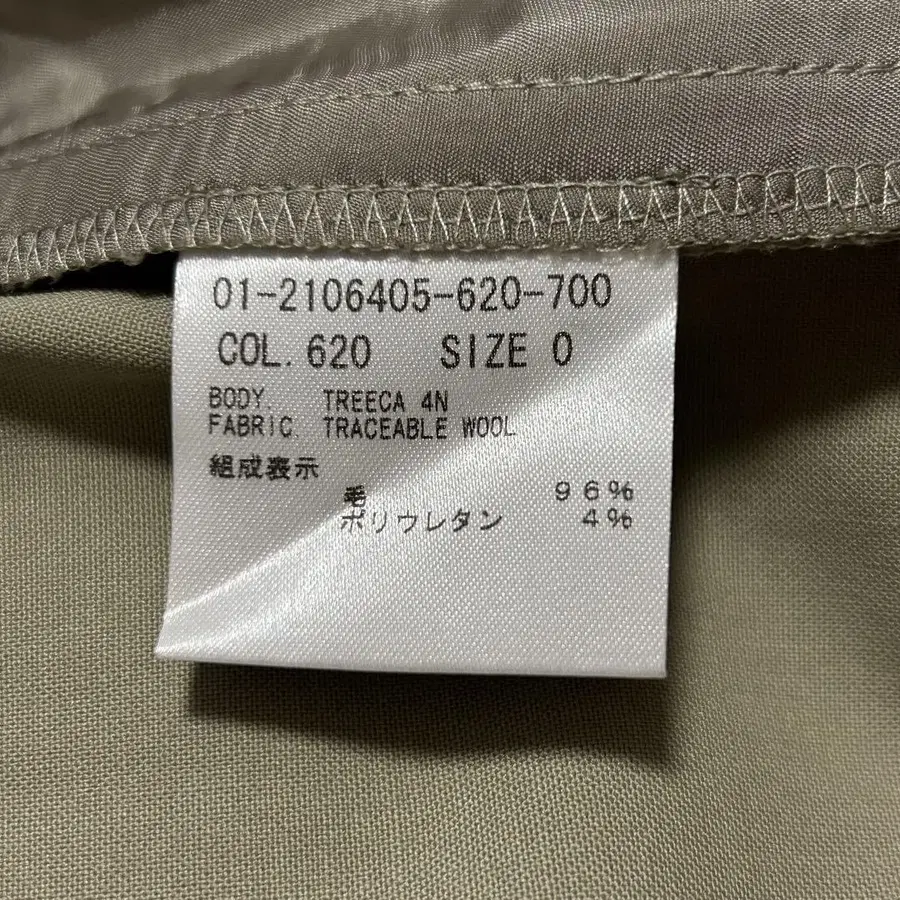 01-2106405-620-700
COL. 620 SIZE 0
BODY. TREECA 4N
FABRIC. TRACEABLE WOOL
組成表示
毛 96%
ポリウレタン 4%